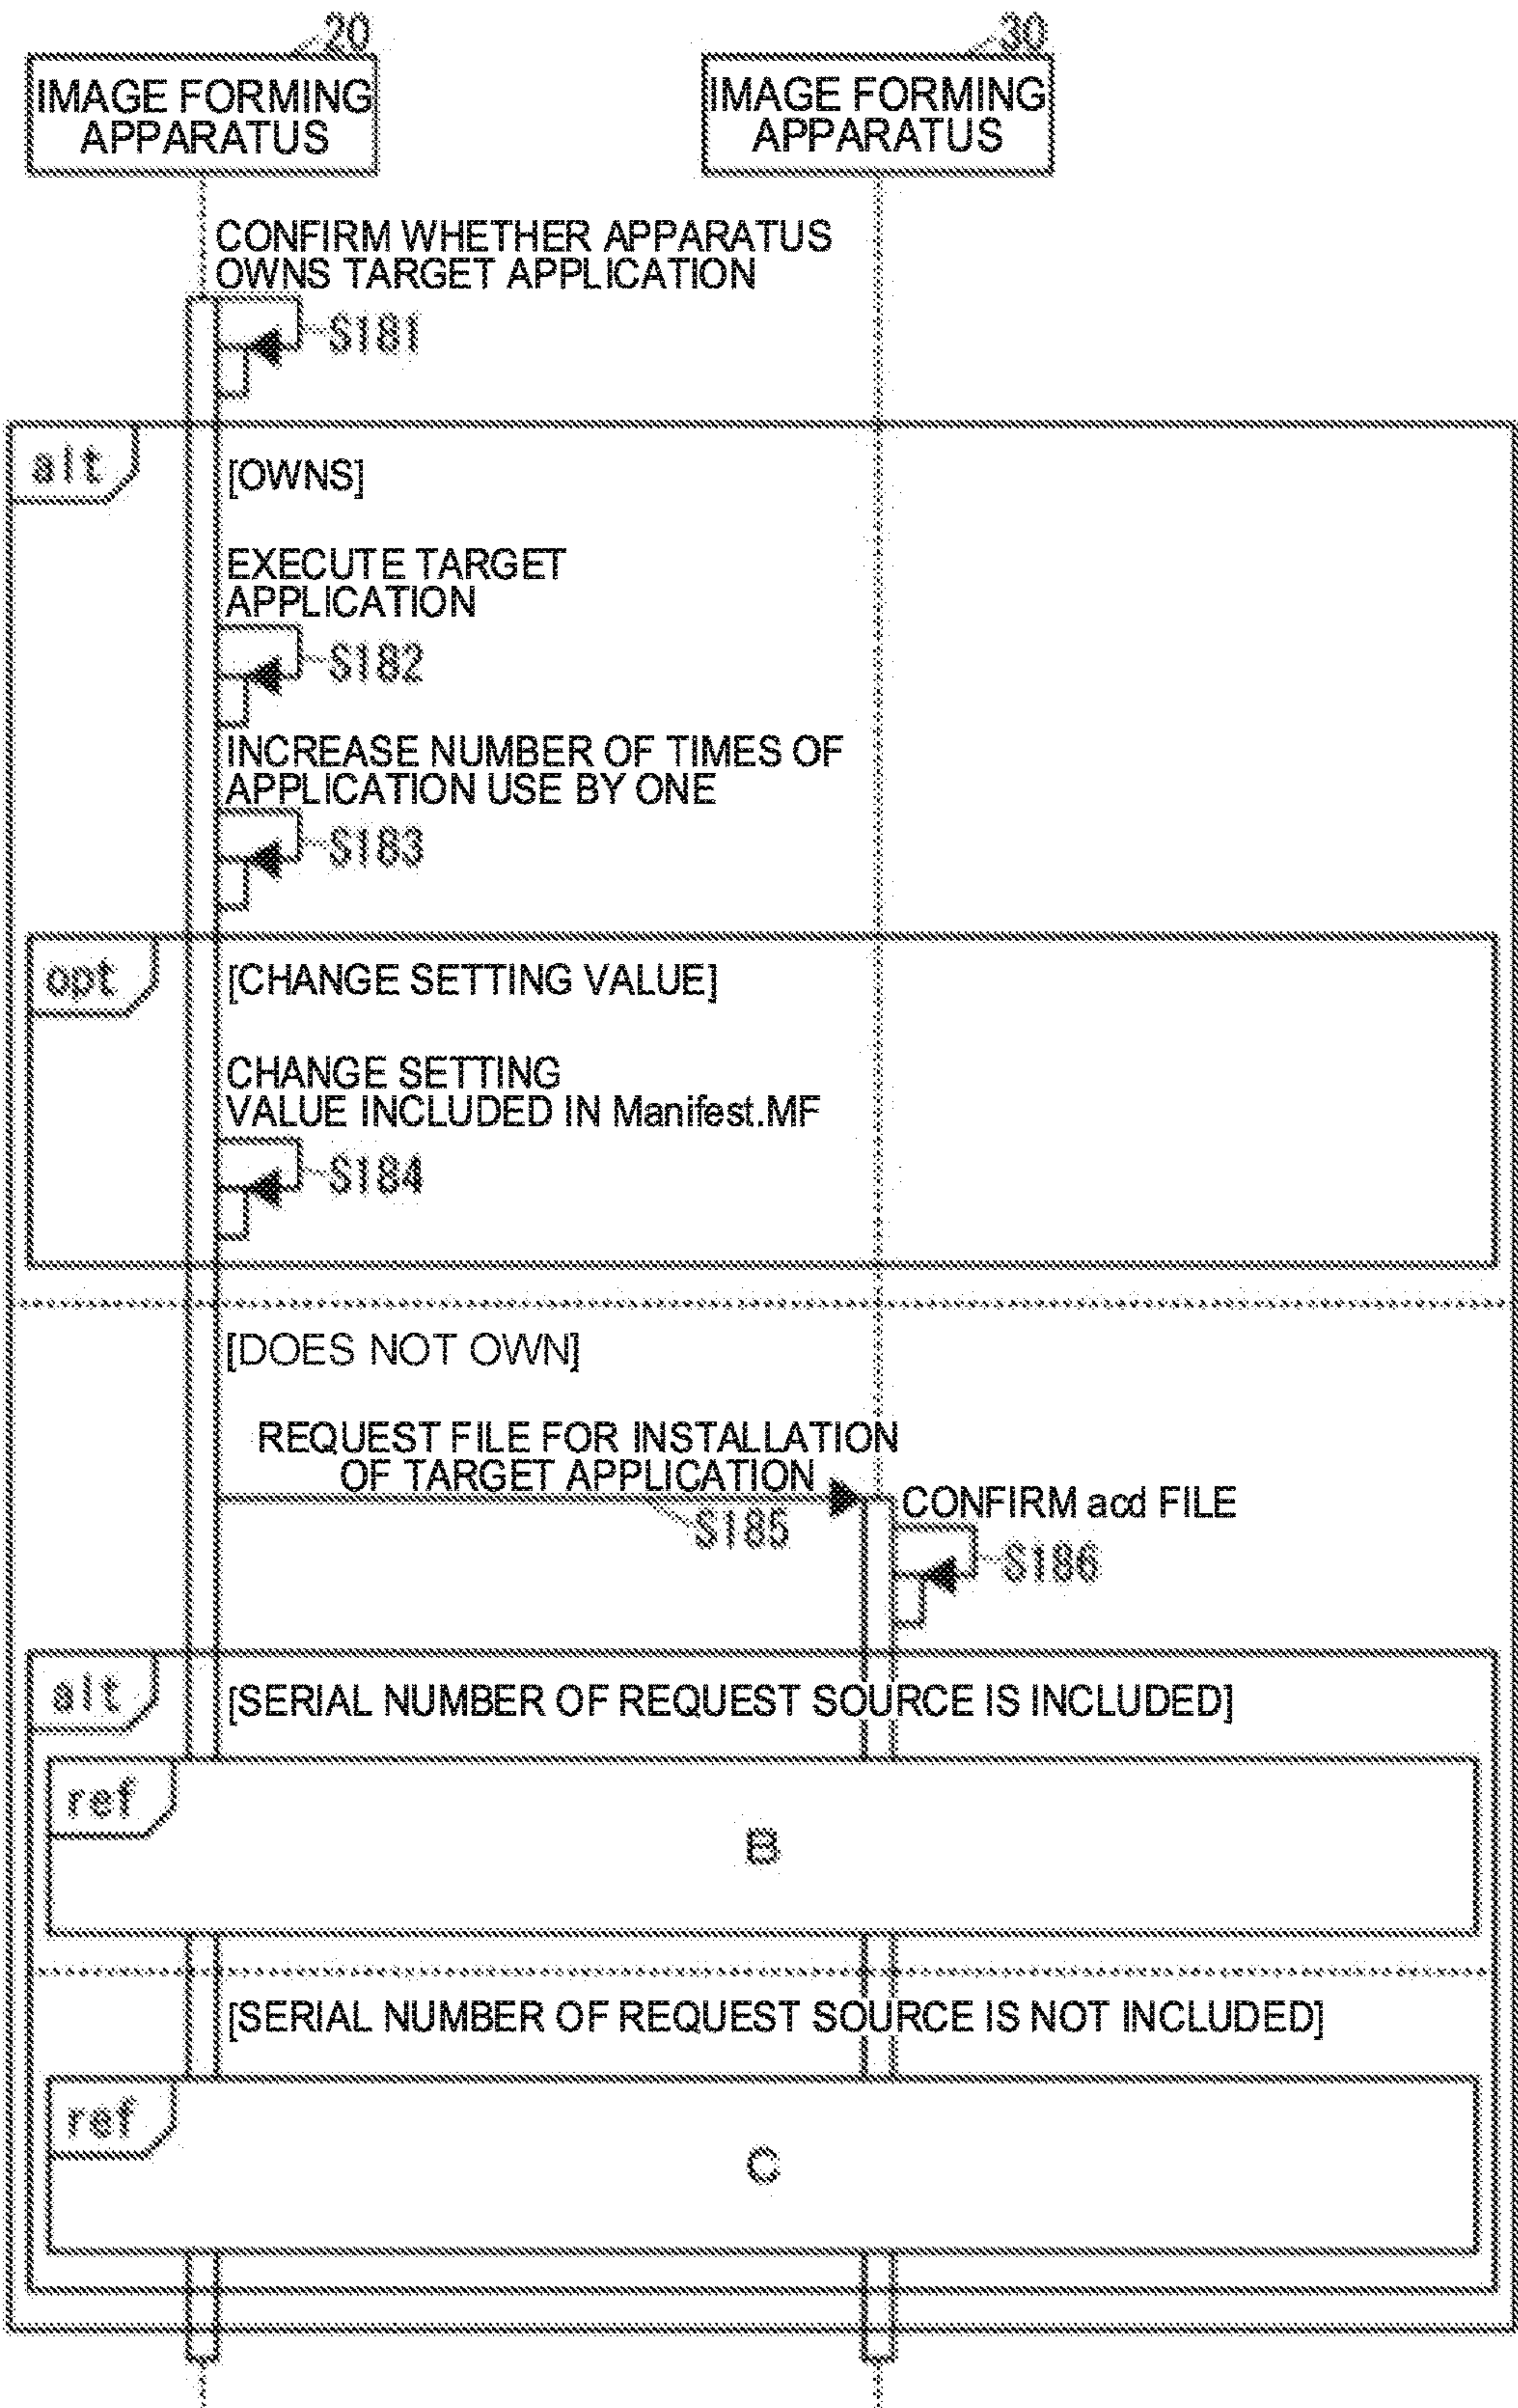 20
30
IMAGE FORMING
APPARATUS
IMAGE FORMING
APPARATUS
CONFIRM WHETHER APPARATUS
OWNS TARGET APPLICATION
S181
alt
[OWNS]
EXECUTE TARGET
APPLICATION
S182
INCREASE NUMBER OF TIMES OF
APPLICATION USE BY ONE
S183
opt
[CHANGE SETTING VALUE]
CHANGE SETTING
VALUE INCLUDED IN Manifest.MF
S184
[DOES NOT OWN]
REQUEST FILE FOR INSTALLATION
OF TARGET APPLICATION
S185
CONFIRM acd FILE
S186
alt
[SERIAL NUMBER OF REQUEST SOURCE IS INCLUDED]
ref
B
[SERIAL NUMBER OF REQUEST SOURCE IS NOT INCLUDED]
ref
C